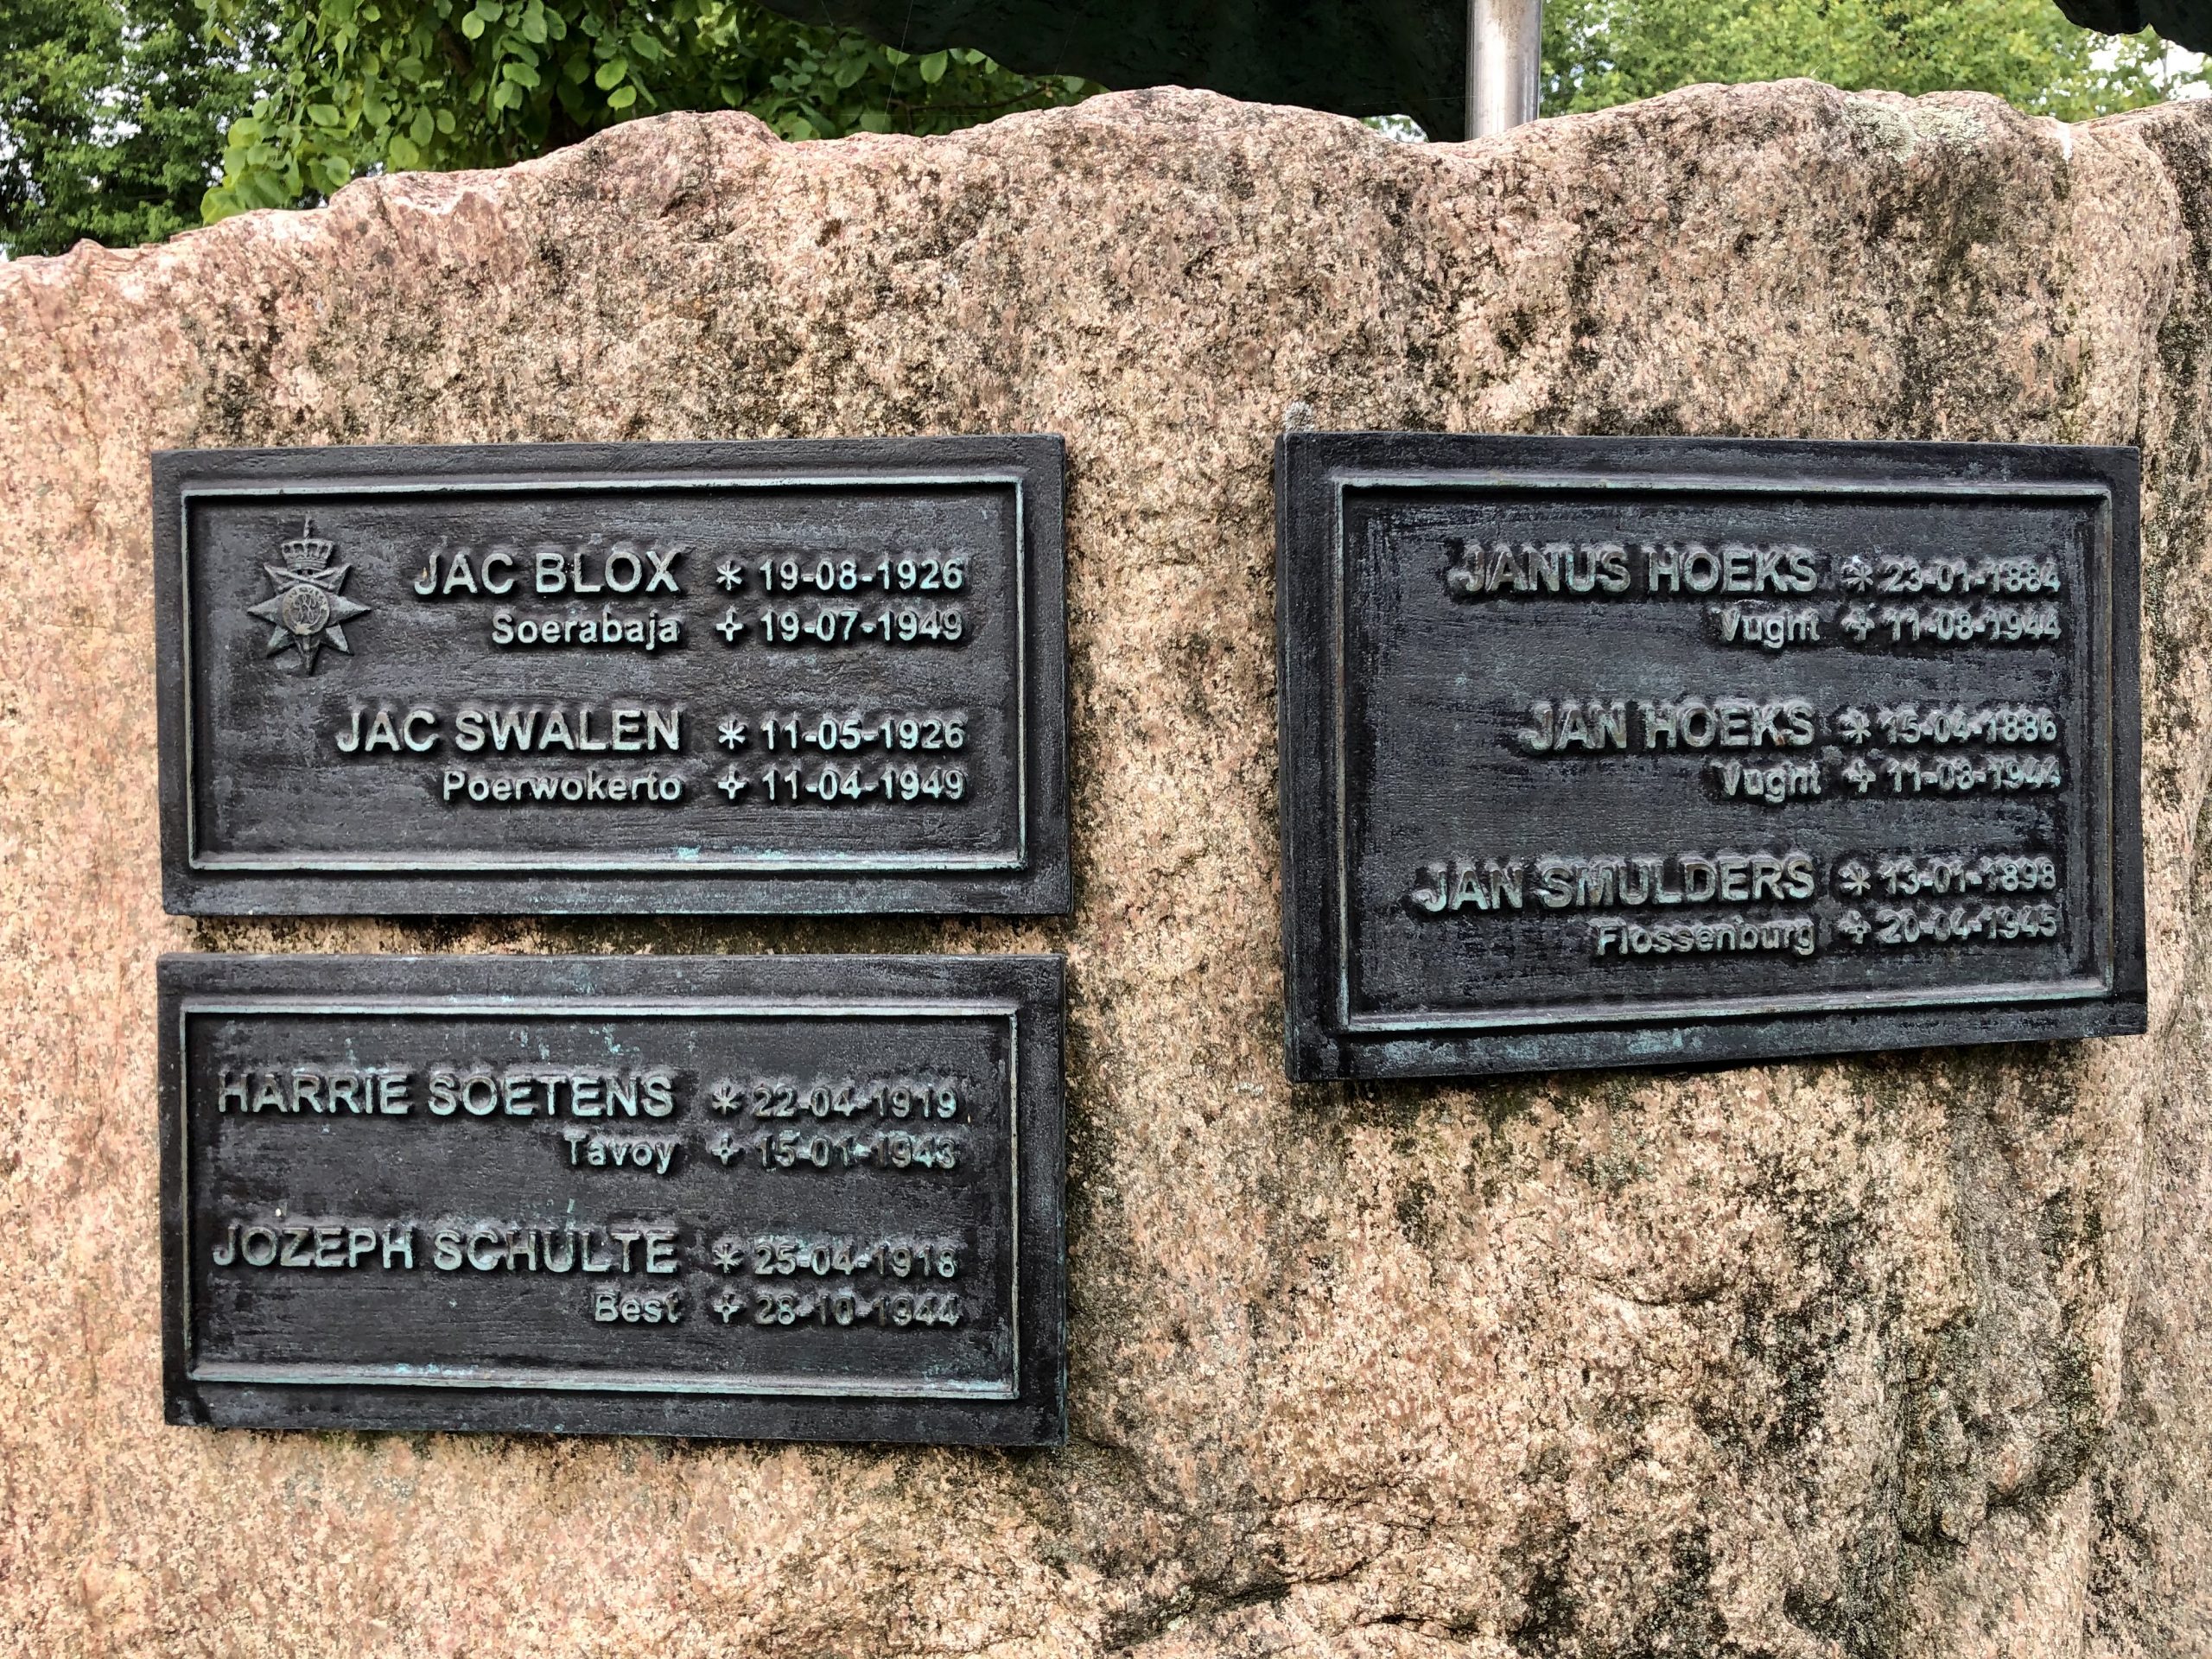 JAC BLOX * 19-08-1926
Soerabaja ✝ 19-07-1949
JAC SWALEN * 11-05-1926
Poerwokerto ✝ 11-04-1949
HARRIE SOETENS * 22-04-1919
Tavoy ✝ 15-01-1943
JOZEPH SCHULTE * 25-04-1918
Best ✝ 28-10-1944
JANUS HOEKS * 23-01-1884
Vught ✝ 11-08-1944
JAN HOEKS * 15-04-1886
Vught ✝ 11-08-1944
JAN SMULDERS * 13-01-1898
Flossenburg ✝ 20-04-1945